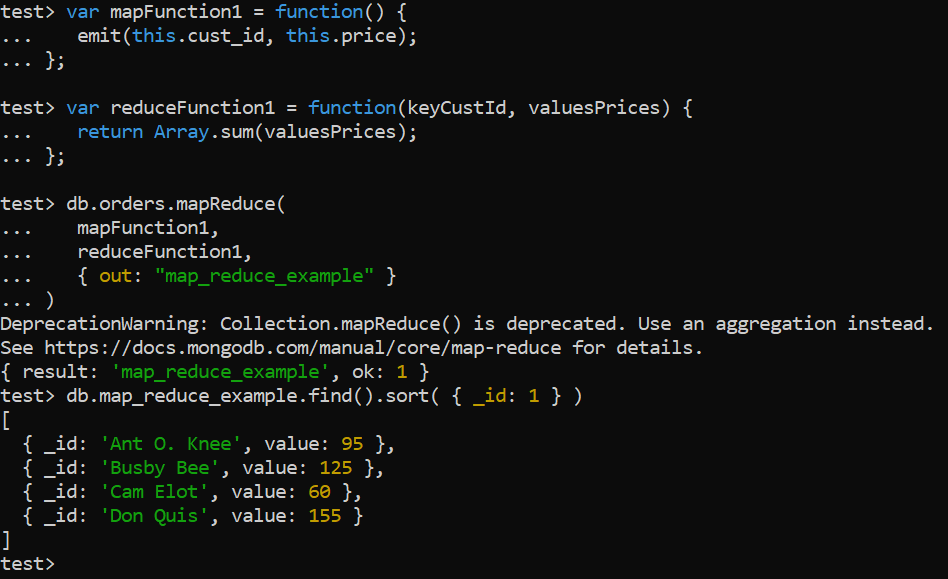 test> var mapFunction1 = function() {
...    emit(this.cust_id, this.price);
... };
test> var reduceFunction1 = function(keyCustId, valuesPrices) {
...    return Array.sum(valuesPrices);
... };
test> db.orders.mapReduce(
...    mapFunction1,
...    reduceFunction1,
...    { out: "map_reduce_example" }
... )
DeprecationWarning: Collection.mapReduce() is deprecated. Use an aggregation instead.
See https://docs.mongodb.com/manual/core/map-reduce for details.
{ result: 'map_reduce_example', ok: 1 }
test> db.map_reduce_example.find().sort( { _id: 1 } )
[
  { _id: 'Ant O. Knee', value: 95 },
  { _id: 'Busby Bee', value: 125 },
  { _id: 'Cam Elot', value: 60 },
  { _id: 'Don Quis', value: 155 }
]
test>